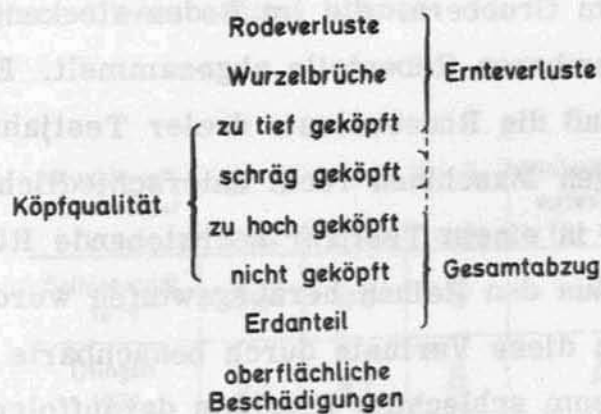 Rodeverluste
Wurzelbrüche
Ernteverluste
zu tief geköpft
schräg geköpft
Köpfqualität
zu hoch geköpft
nicht geköpft
Gesamtabzug
Erdanteil
oberflächliche
Beschädigungen